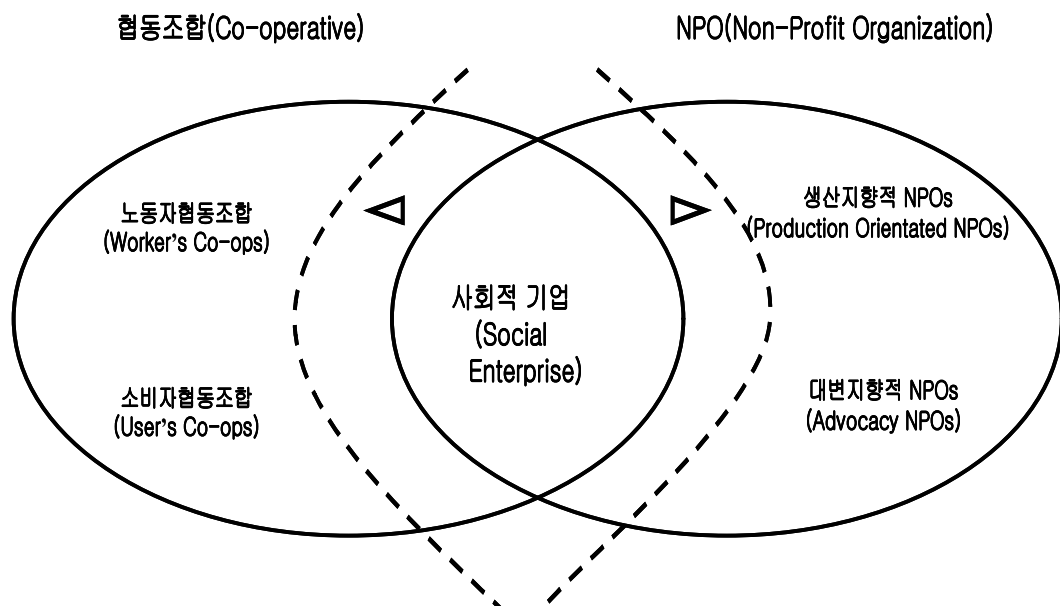 협동조합(Co-operative)
NPO(Non-Profit Organization)
노동자협동조합
(Worker's Co-ops)
생산지향적 NPOs
(Production Orientated NPOs)
사회적 기업
(Social
Enterprise)
소비자협동조합
(User's Co-ops)
대변지향적 NPOs
(Advocacy NPOs)